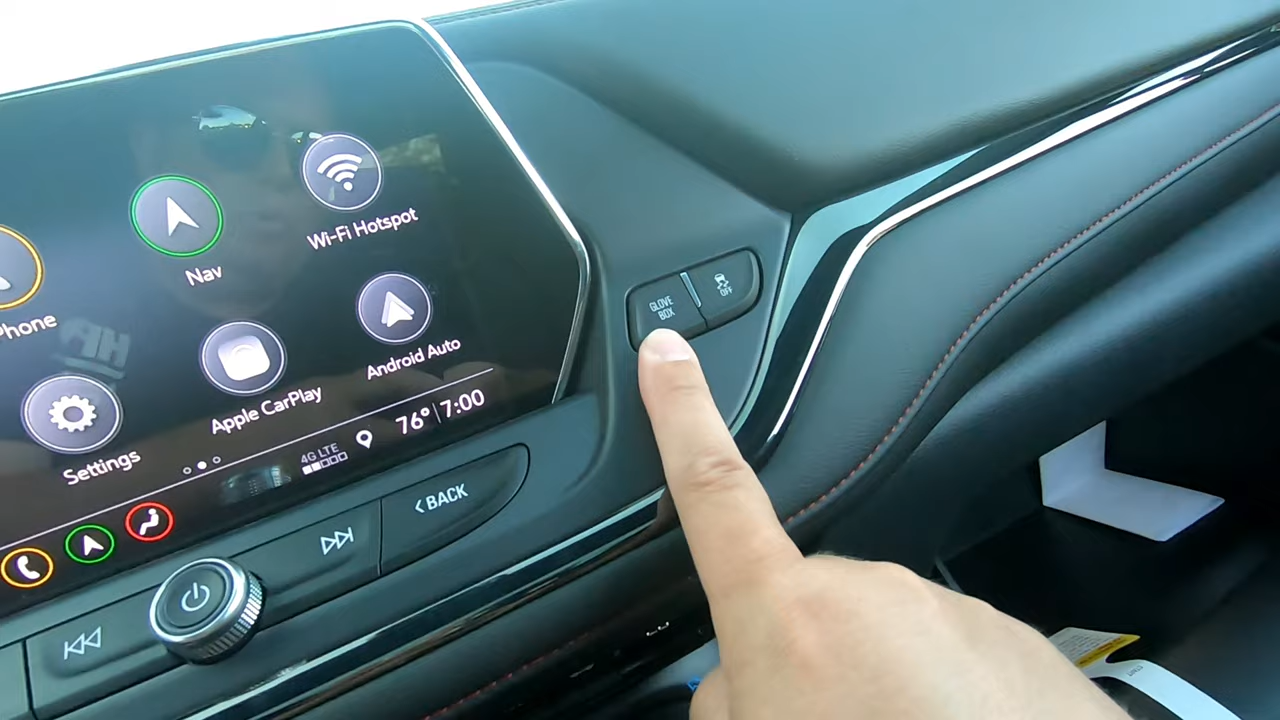 Wi-Fi Hotspot
Nav
Phone
Android Auto
Apple CarPlay
Settings
4G LTE
76° 7:00
GLOVE
BOX
OFF
< BACK